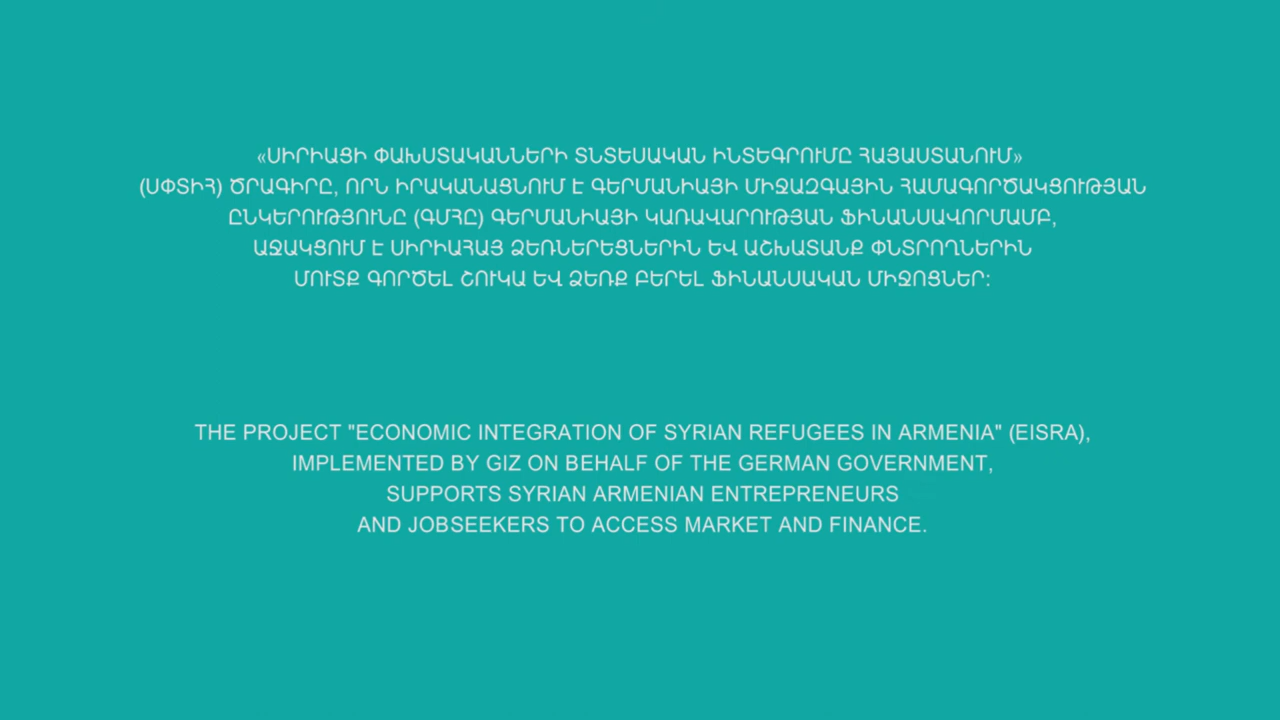 «ՍԻՐԻԱՑԻ ՓԱԽՍՏԱԿԱՆՆԵՐԻ ՏՆՏԵՍԱԿԱՆ ԻՆՏԵԳՐՈՒՄԸ ՀԱՅԱՍՏԱՆՈՒՄ»
(ՍՓՏԻՀ) ԾՐԱԳԻՐԸ, ՈՐՆ ԻՐԱԿԱՆԱՑՆՈՒՄ Է ԳԵՐՄԱՆԻԱՅԻ ՄԻՋԱԶԳԱՅԻՆ ՀԱՄԱԳՈՐԾԱԿՑՈՒԹՅԱՆ
ԸՆԿԵՐՈՒԹՅՈՒՆԸ (ԳՄՀԸ) ԳԵՐՄԱՆԻԱՅԻ ԿԱՌԱՎԱՐՈՒԹՅԱՆ ՖԻՆԱՆՍԱՎՈՐՄԱՄԲ,
ԱՋԱԿՑՈՒՄ Է ՍԻՐԻԱՀԱՅ ՁԵՌՆԵՐԵՑՆԵՐԻՆ ԵՎ ԱՇԽԱՏԱՆՔ ՓՆՏՐՈՂՆԵՐԻՆ
ՄՈՒՏՔ ԳՈՐԾԵԼ ՇՈՒԿԱ ԵՎ ՁԵՌՔ ԲԵՐԵԼ ՖԻՆԱՆՍԱԿԱՆ ՄԻՋՈՑՆԵՐ:
THE PROJECT "ECONOMIC INTEGRATION OF SYRIAN REFUGEES IN ARMENIA" (EISRA),
IMPLEMENTED BY GIZ ON BEHALF OF THE GERMAN GOVERNMENT,
SUPPORTS SYRIAN ARMENIAN ENTREPRENEURS
AND JOBSEEKERS TO ACCESS MARKET AND FINANCE.